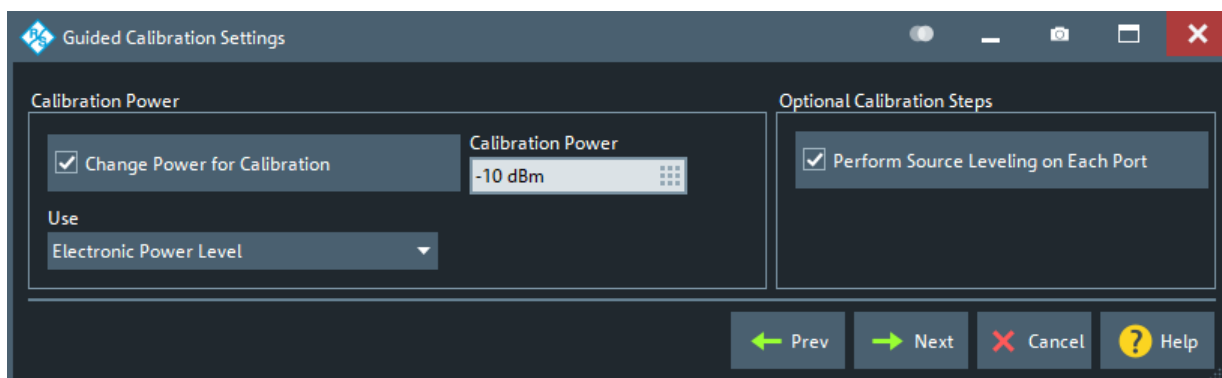 R&S Guided Calibration Settings
Calibration Power
Change Power for Calibration
Calibration Power
-10 dBm
Use
Electronic Power Level
Optional Calibration Steps
Perform Source Leveling on Each Port
Prev
Next
Cancel
? Help